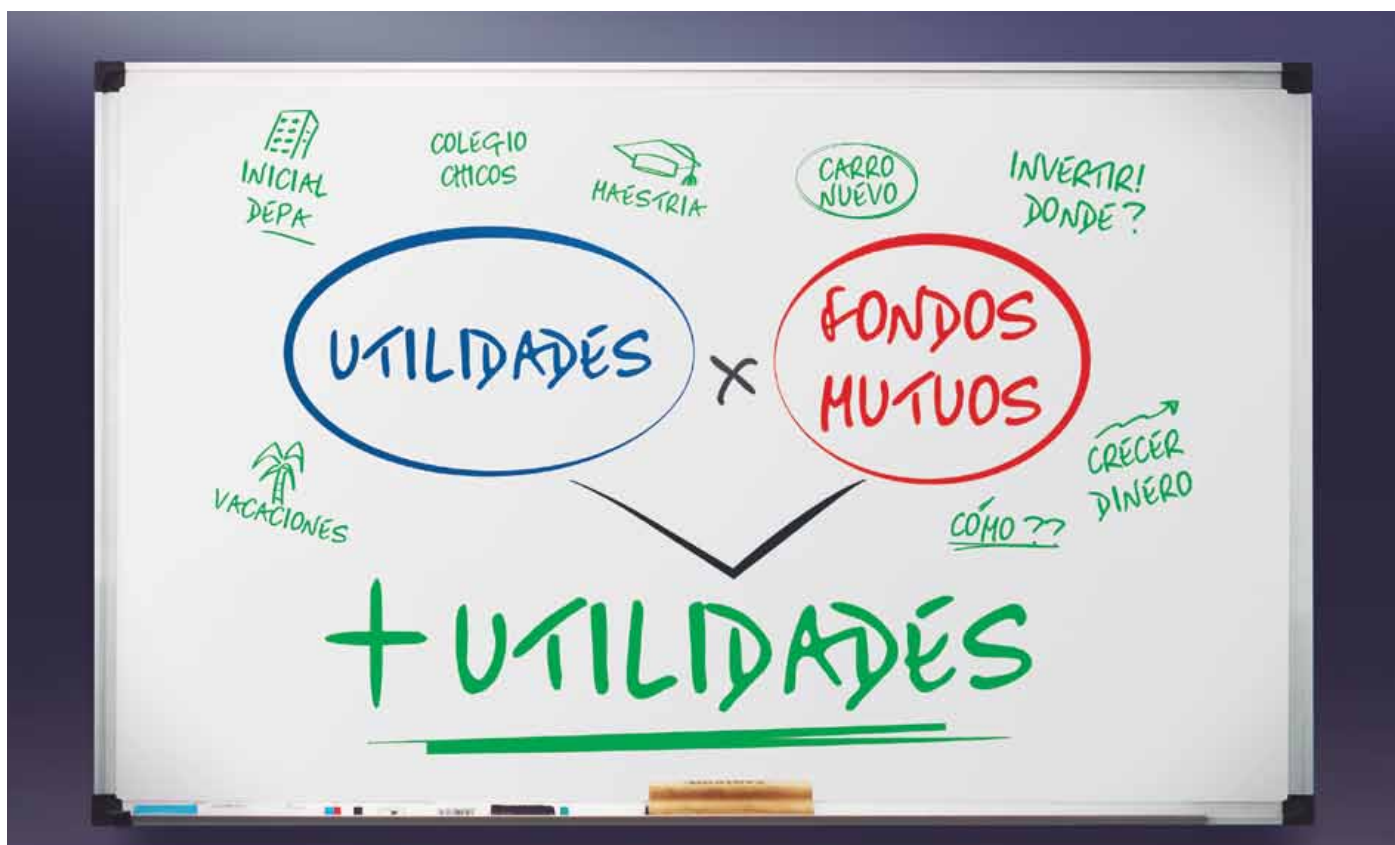 INICIAL
DEPA
COLEGIO
CHICOS
MAESTRIA
CARRO
NUEVO
INVERTIR!
DONDE?
UTILIDADES
X
FONDOS
MUTUOS
VACACIONES
CRECER
DINERO
CÓMO ??
+ UTILIDADES